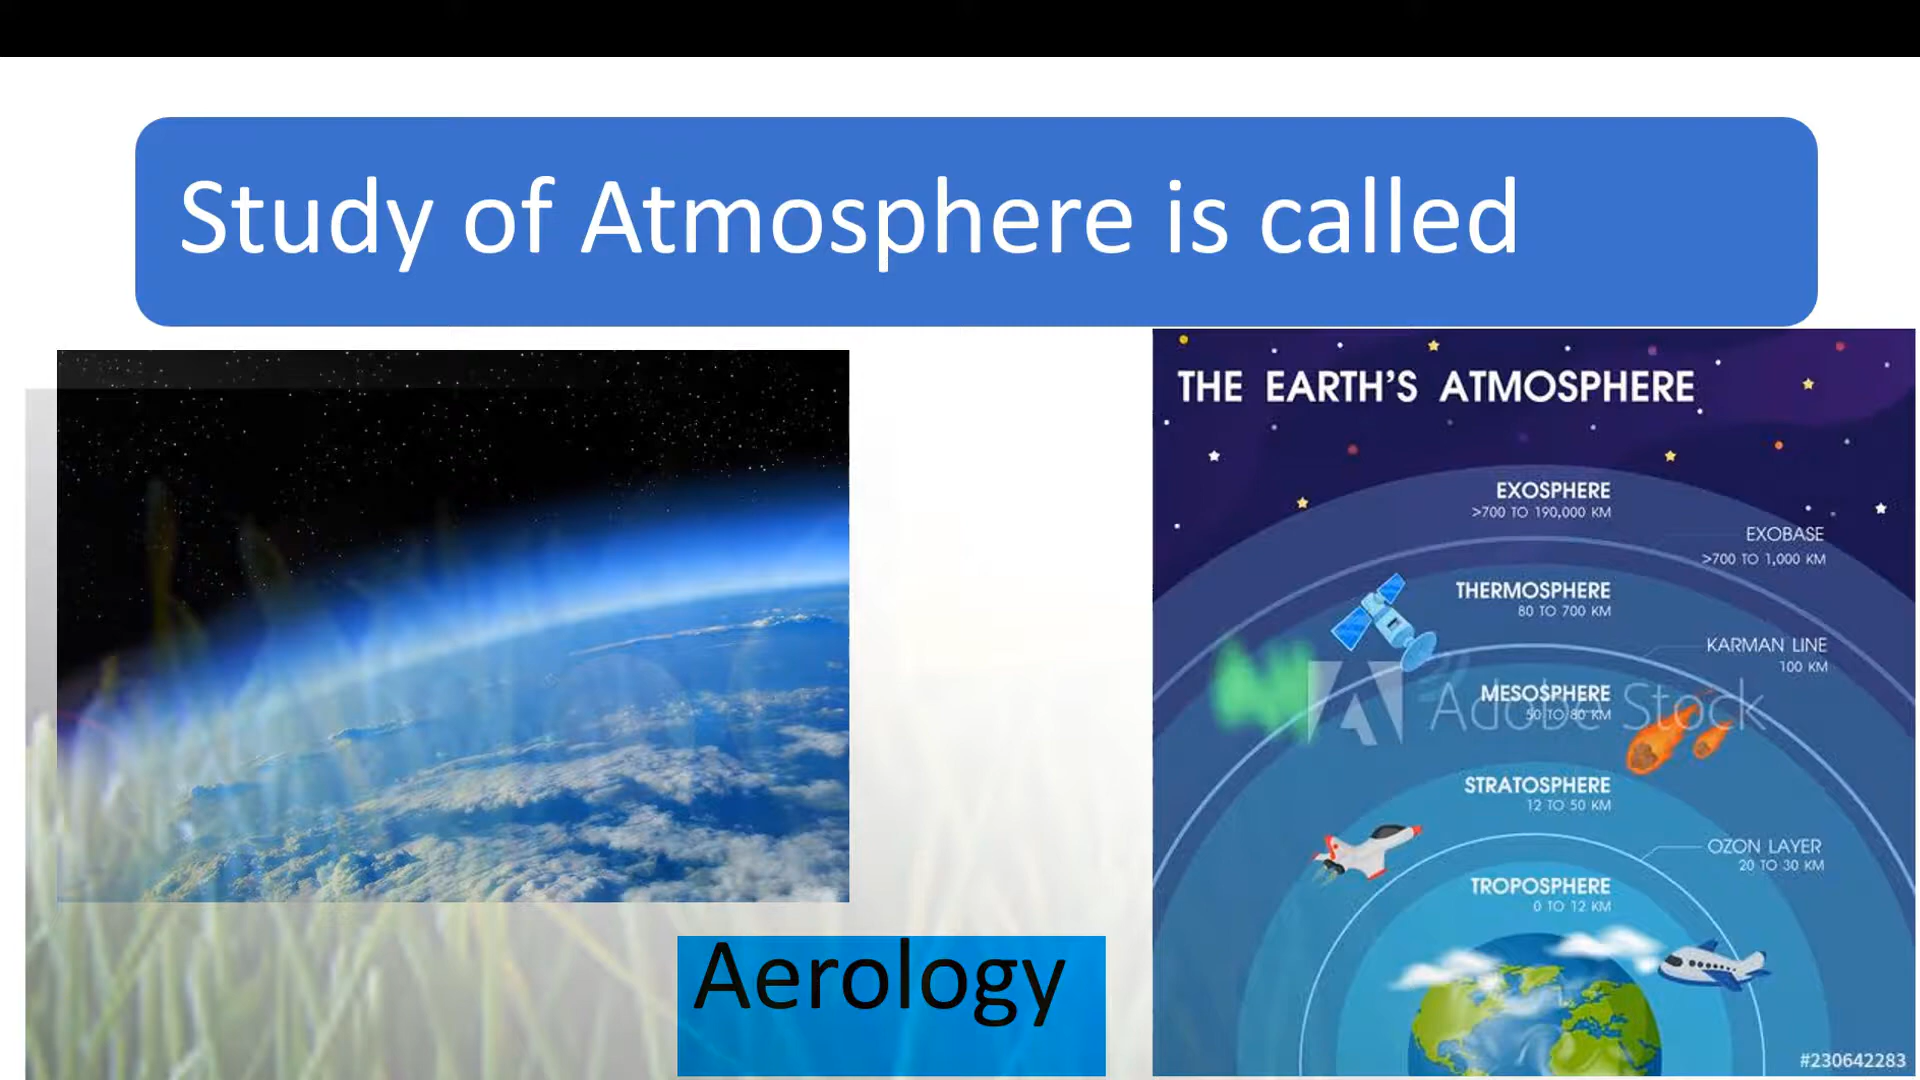 Study of Atmosphere is called
THE EARTH'S ATMOSPHERE
EXOSPHERE
>700 TO 190,000 KM
EXOBASE
>700 TO 1,000 KM
THERMOSPHERE
80 TO 700 KM
KARMAN LINE
100 KM
MESOSPHERE
50 TO 80 KM
Adobe Stock
STRATOSPHERE
12 TO 50 KM
OZON LAYER
20 TO 30 KM
TROPOSPHERE
0 TO 12 KM
Aerology
#230642283